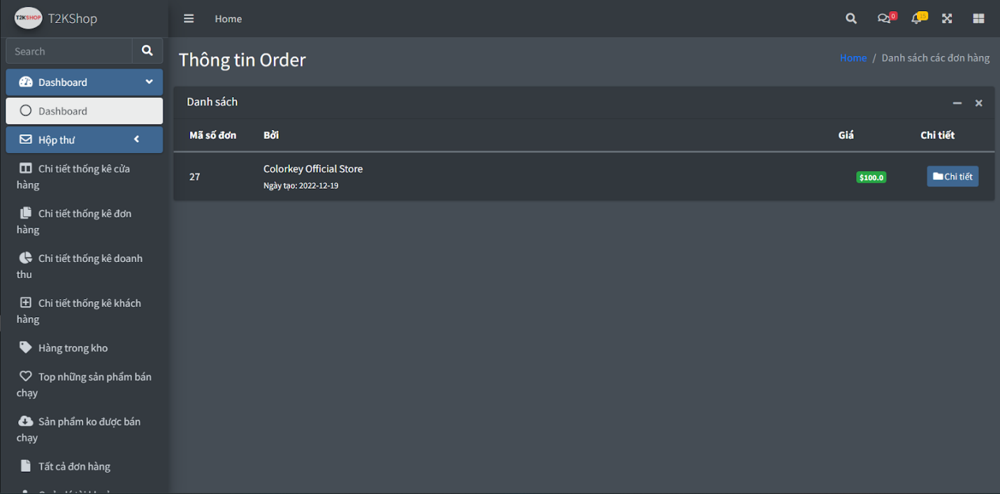 T2KSHOP T2KShop
Home
0
15
Search
Thông tin Order
Home / Danh sách các đơn hàng
Dashboard
Dashboard
Hộp thư
Chi tiết thống kê cửa
hàng
Chi tiết thống kê đơn
hàng
Chi tiết thống kê doanh
thu
Chi tiết thống kê khách
hàng
Hàng trong kho
Top những sản phẩm bán
chạy
Sản phẩm ko được bán
chạy
Tất cả đơn hàng
Danh sách
Mã số đơn Bởi Giá Chi tiết
27 Colorkey Official Store $100.0 Chi tiết
Ngày tạo: 2022-12-19